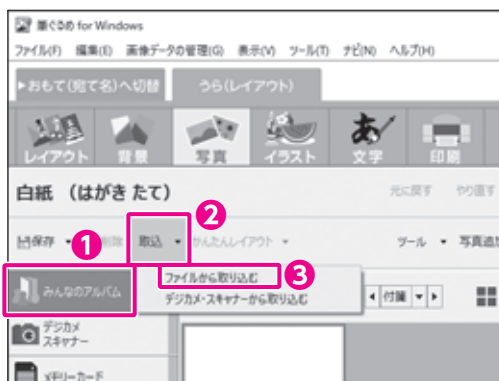 筆ぐるめ for Windows
ファイル(F) 編集(E) 画像データの管理(G) 表示(V) ツール(T) ナビ(N) ヘルプ(H)
▶おもて(宛て名)へ切替 うら(レイアウト)
レイアウト 背景 写真 イラスト 文字 印刷
白紙 (はがき たて) 元に戻す やり直す
❷
保存 ❶ 削除 取込 かんたんレイアウト ツール 写真追加
みんなのアルバム ファイルから取り込む ❸
デジカメ・スキャナーから取り込む 付箋
デジカメ
スキャナー
メモリーカード